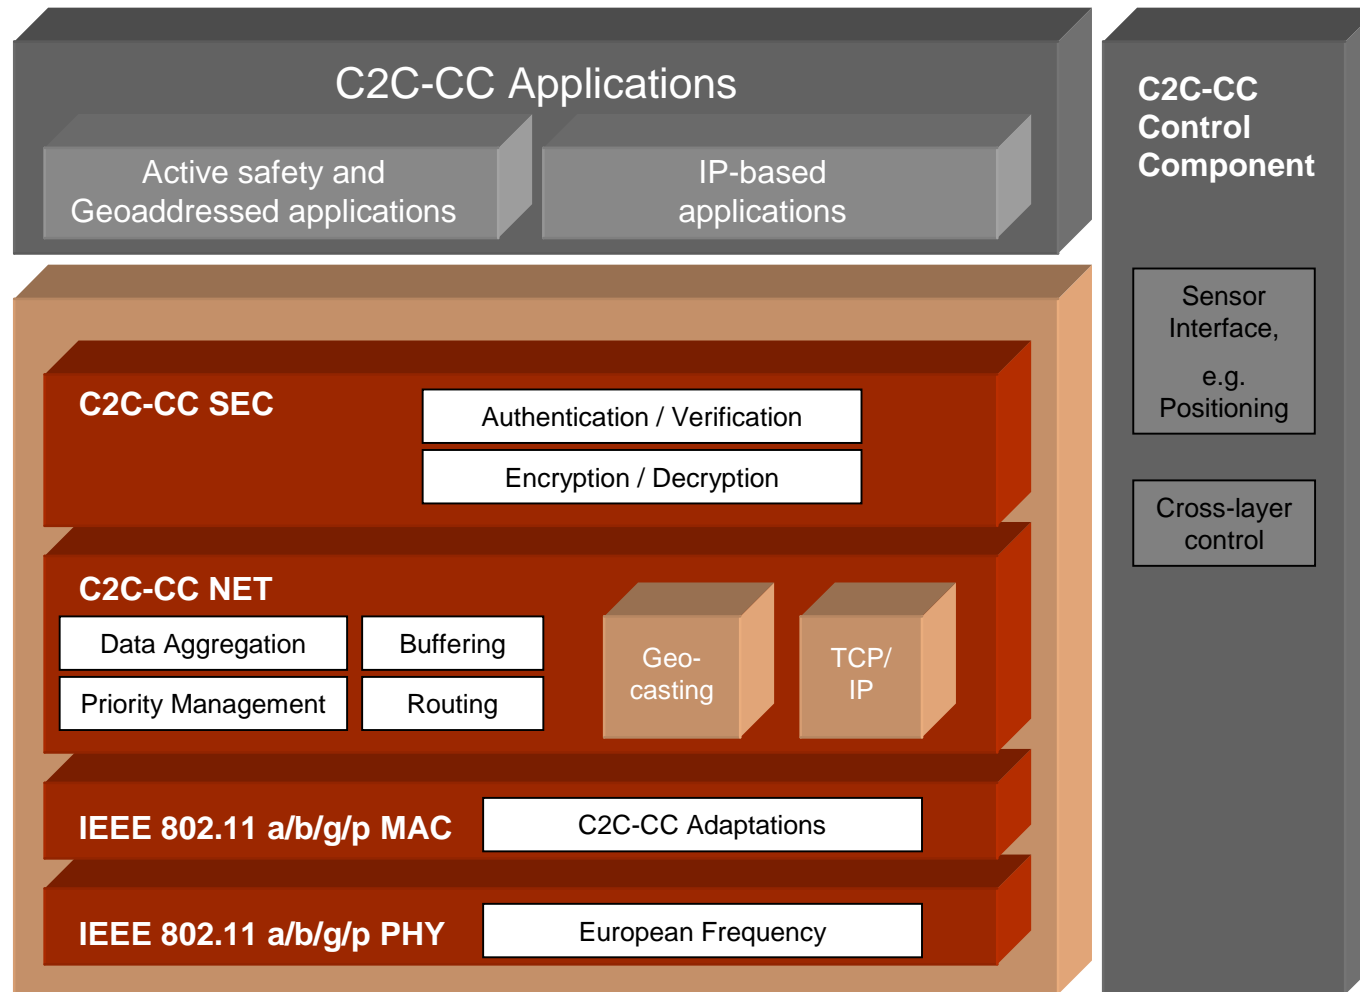 C2C-CC Applications
Active safety and
Geoaddressed applications
IP-based
applications
C2C-CC
Control
Component
Sensor
Interface,
e.g.
Positioning
Cross-layer
control
C2C-CC SEC
Authentication / Verification
Encryption / Decryption
C2C-CC NET
Data Aggregation
Buffering
Priority Management
Routing
Geo-
casting
TCP/
IP
IEEE 802.11 a/b/g/p MAC
C2C-CC Adaptations
IEEE 802.11 a/b/g/p PHY
European Frequency